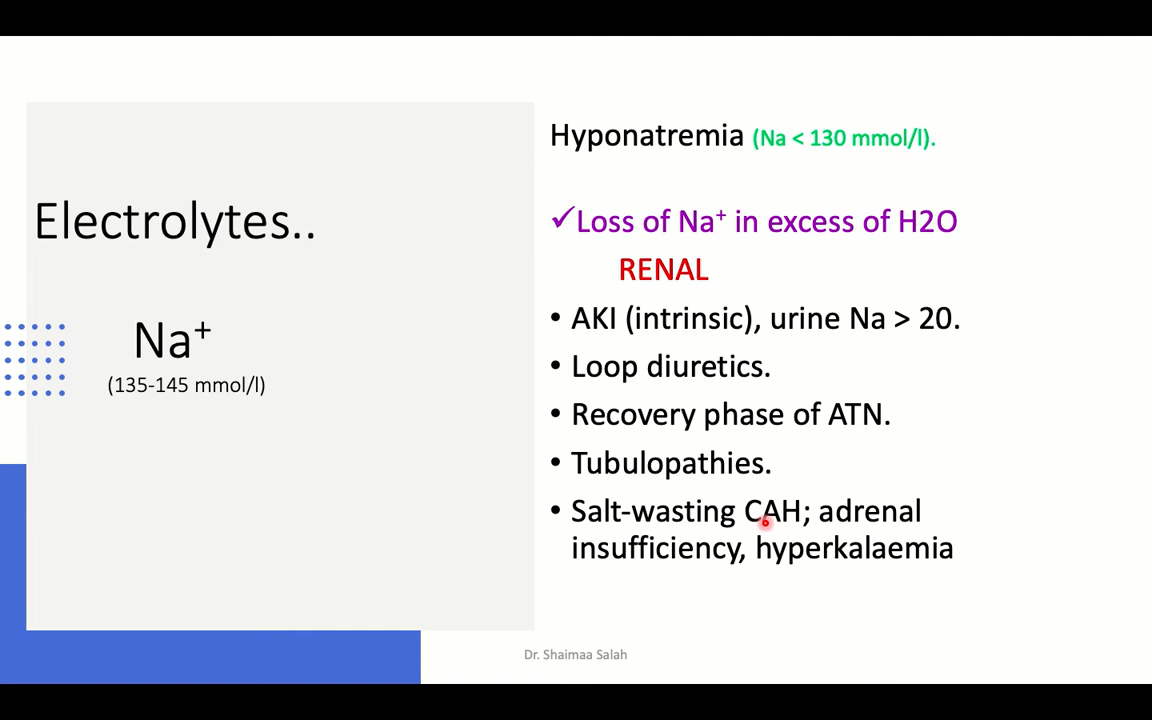 Electrolytes..
Na⁺
(135-145 mmol/l)
Hyponatremia (Na < 130 mmol/l).
✓Loss of Na⁺ in excess of H2O
RENAL
• AKI (intrinsic), urine Na > 20.
• Loop diuretics.
• Recovery phase of ATN.
• Tubulopathies.
• Salt-wasting CAH; adrenal
insufficiency, hyperkalaemia
Dr. Shaimaa Salah